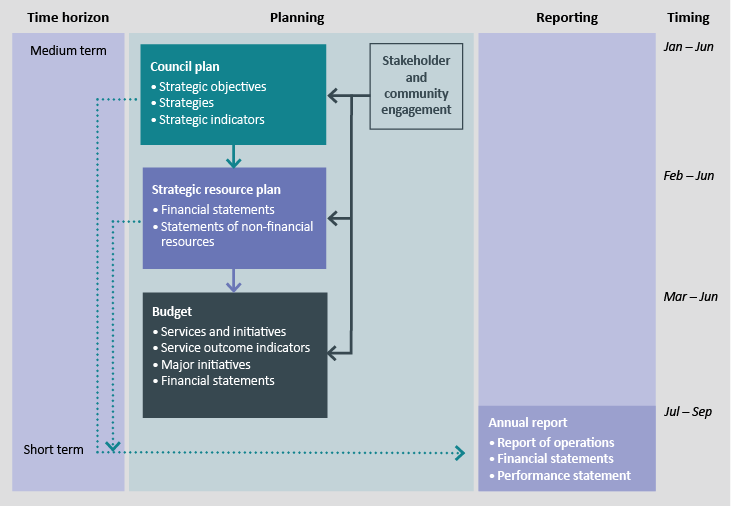 Time horizon
Planning
Reporting
Timing
Medium term
Council plan
• Strategic objectives
• Strategies
• Strategic indicators
Stakeholder
and
community
engagement
Jan – Jun
Strategic resource plan
• Financial statements
• Statements of non-financial
resources
Feb – Jun
Budget
• Services and initiatives
• Service outcome indicators
• Major initiatives
• Financial statements
Mar – Jun
Short term
Annual report
• Report of operations
• Financial statements
• Performance statement
Jul – Sep